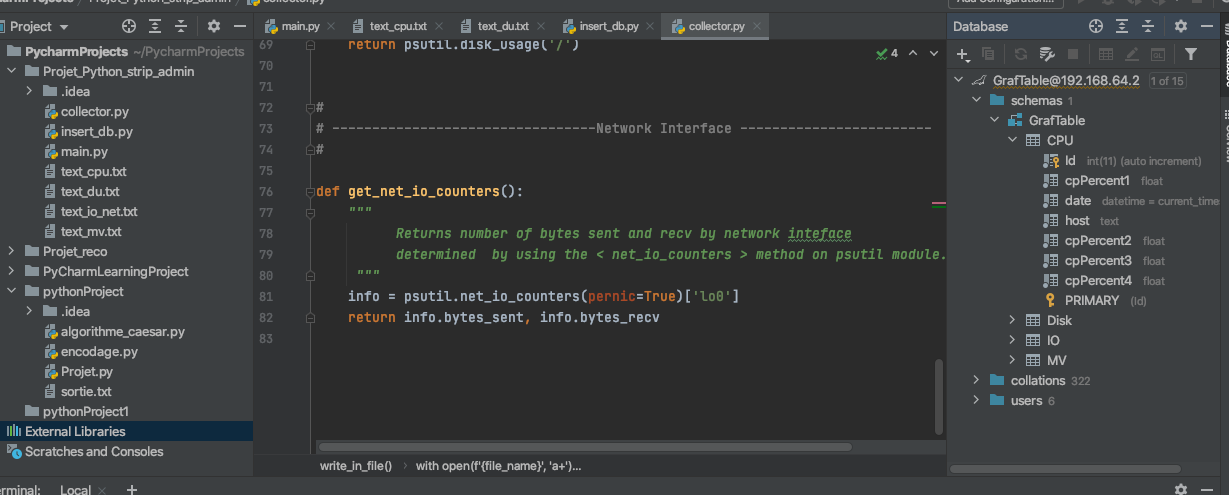 Projet_Python_strip_admin
collector.py
Project
main.py
text_cpu.txt
text_du.txt
insert_db.py
collector.py
Database
PycharmProjects ~/PycharmProjects
Projet_Python_strip_admin
.idea
collector.py
insert_db.py
main.py
text_cpu.txt
text_du.txt
text_io_net.txt
text_mv.txt
Projet_reco
PyCharmLearningProject
pythonProject
.idea
algorithme_caesar.py
encodage.py
Projet.py
sortie.txt
pythonProject1
External Libraries
Scratches and Consoles
4
69 return psutil.disk_usage('/')
70
71
72 #
73 # ---------------------------------Network Interface ------------------------
74 #
75
76 def get_net_io_counters():
77 """
78 Returns number of bytes sent and recv by network inteface
79 determined  by using the < net_io_counters > method on psutil module.
80 """
81 info = psutil.net_io_counters(pernic=True)['lo0']
82 return info.bytes_sent, info.bytes_recv
83
write_in_file()
with open(f'{file_name}', 'a+')...
GrafTable@192.168.64.2 1 of 15
schemas 1
GrafTable
CPU
Id int(11) (auto increment)
cpPercent1 float
date datetime = current_time
host text
cpPercent2 float
cpPercent3 float
cpPercent4 float
PRIMARY (Id)
Disk
IO
MV
collations 322
users 6
Local